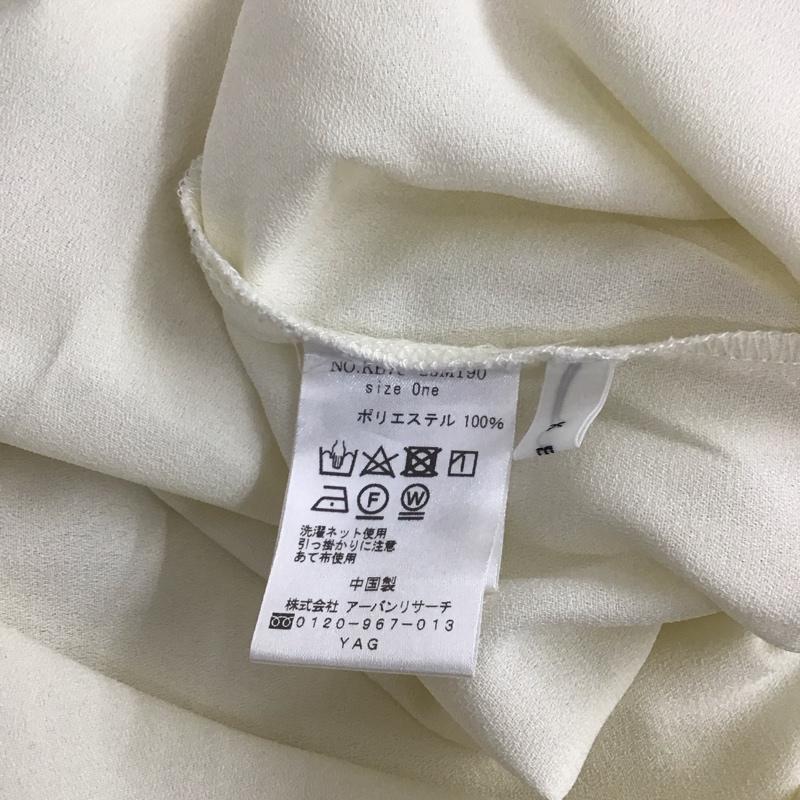 size One
ポリエステル 100%
F W
洗濯ネット使用
引っ掛かりに注意
あて布使用
中国製
株式会社 アーバンリサーチ
0120-967-013
YAG